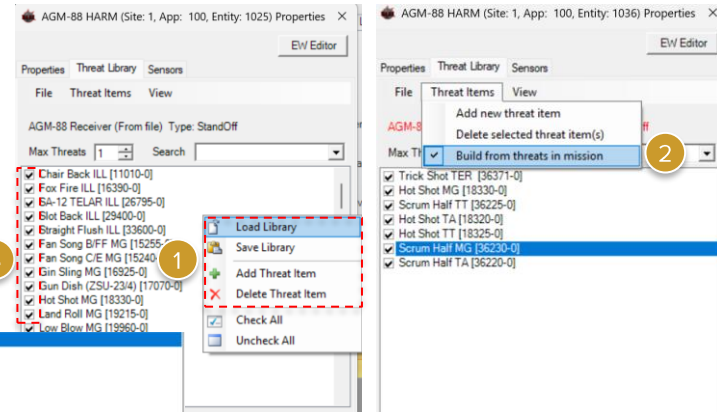 AGM-88 HARM (Site: 1, App: 100, Entity: 1025) Properties
EW Editor
Properties Threat Library Sensors
File Threat Items View
AGM-88 Receiver (From file) Type: StandOff
Max Threats 1 Search
Chair Back ILL [11010-0]
Fox Fire ILL [16390-0]
SA-12 TELAR ILL [26795-0]
Slot Back ILL [29400-0]
Straight Flush ILL [33600-0]
Fan Song B/FF MG [15255-
Fan Song C/E MG [15240-
Gin Sling MG [16925-0]
Gun Dish (ZSU-23/4) [17070-0]
Hot Shot MG [18330-0]
Land Roll MG [19215-0]
Low Blow MG [19960-0]
1
Load Library
Save Library
Add Threat Item
Delete Threat Item
Check All
Uncheck All
AGM-88 HARM (Site: 1, App: 100, Entity: 1036) Properties
EW Editor
Properties Threat Library Sensors
File Threat Items View
AGM-8
ff
Max Th
Add new threat item
Delete selected threat item(s)
Build from threats in mission
2
Trick Shot TER [36371-0]
Hot Shot MG [18330-0]
Scrum Half TT [36225-0]
Hot Shot TA [18320-0]
Hot Shot TT [18325-0]
Scrum Half MG [36230-0]
Scrum Half TA [36220-0]